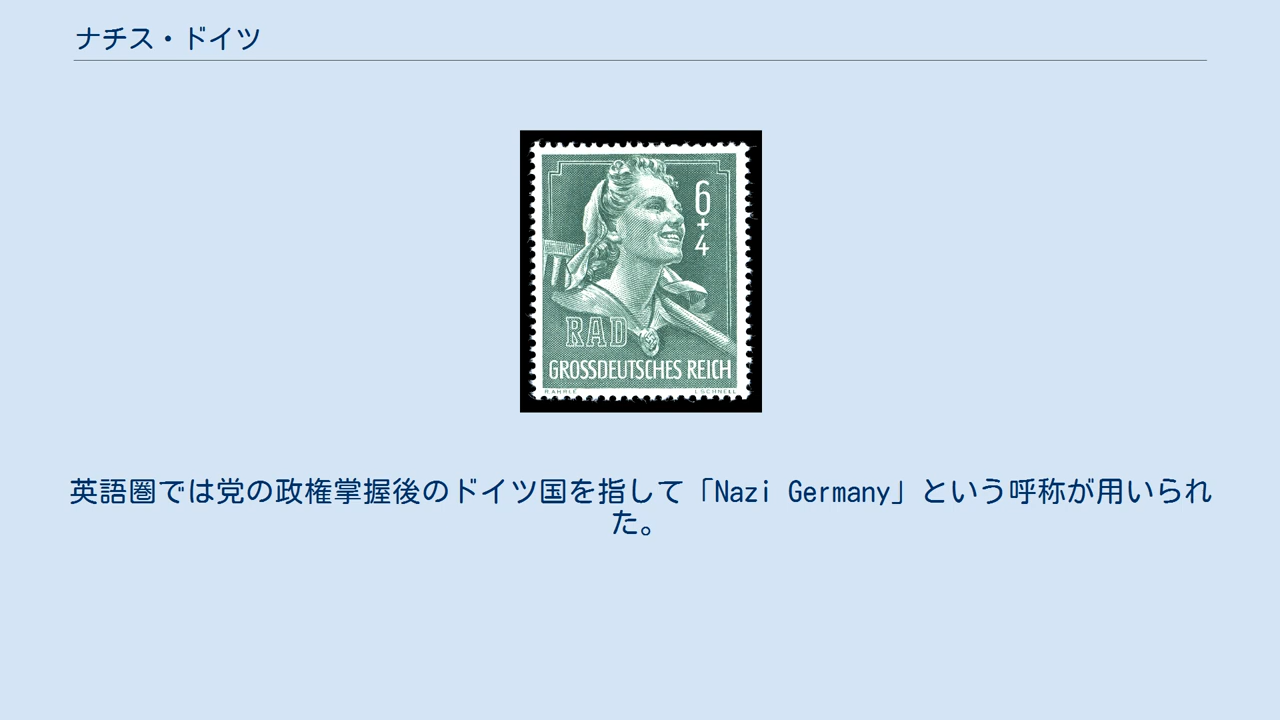 ナチス・ドイツ
6
+
4
RAD
GROSSDEUTSCHES REICH
英語圏では党の政権掌握後のドイツ国を指して「Nazi Germany」という呼称が用いられ
た。